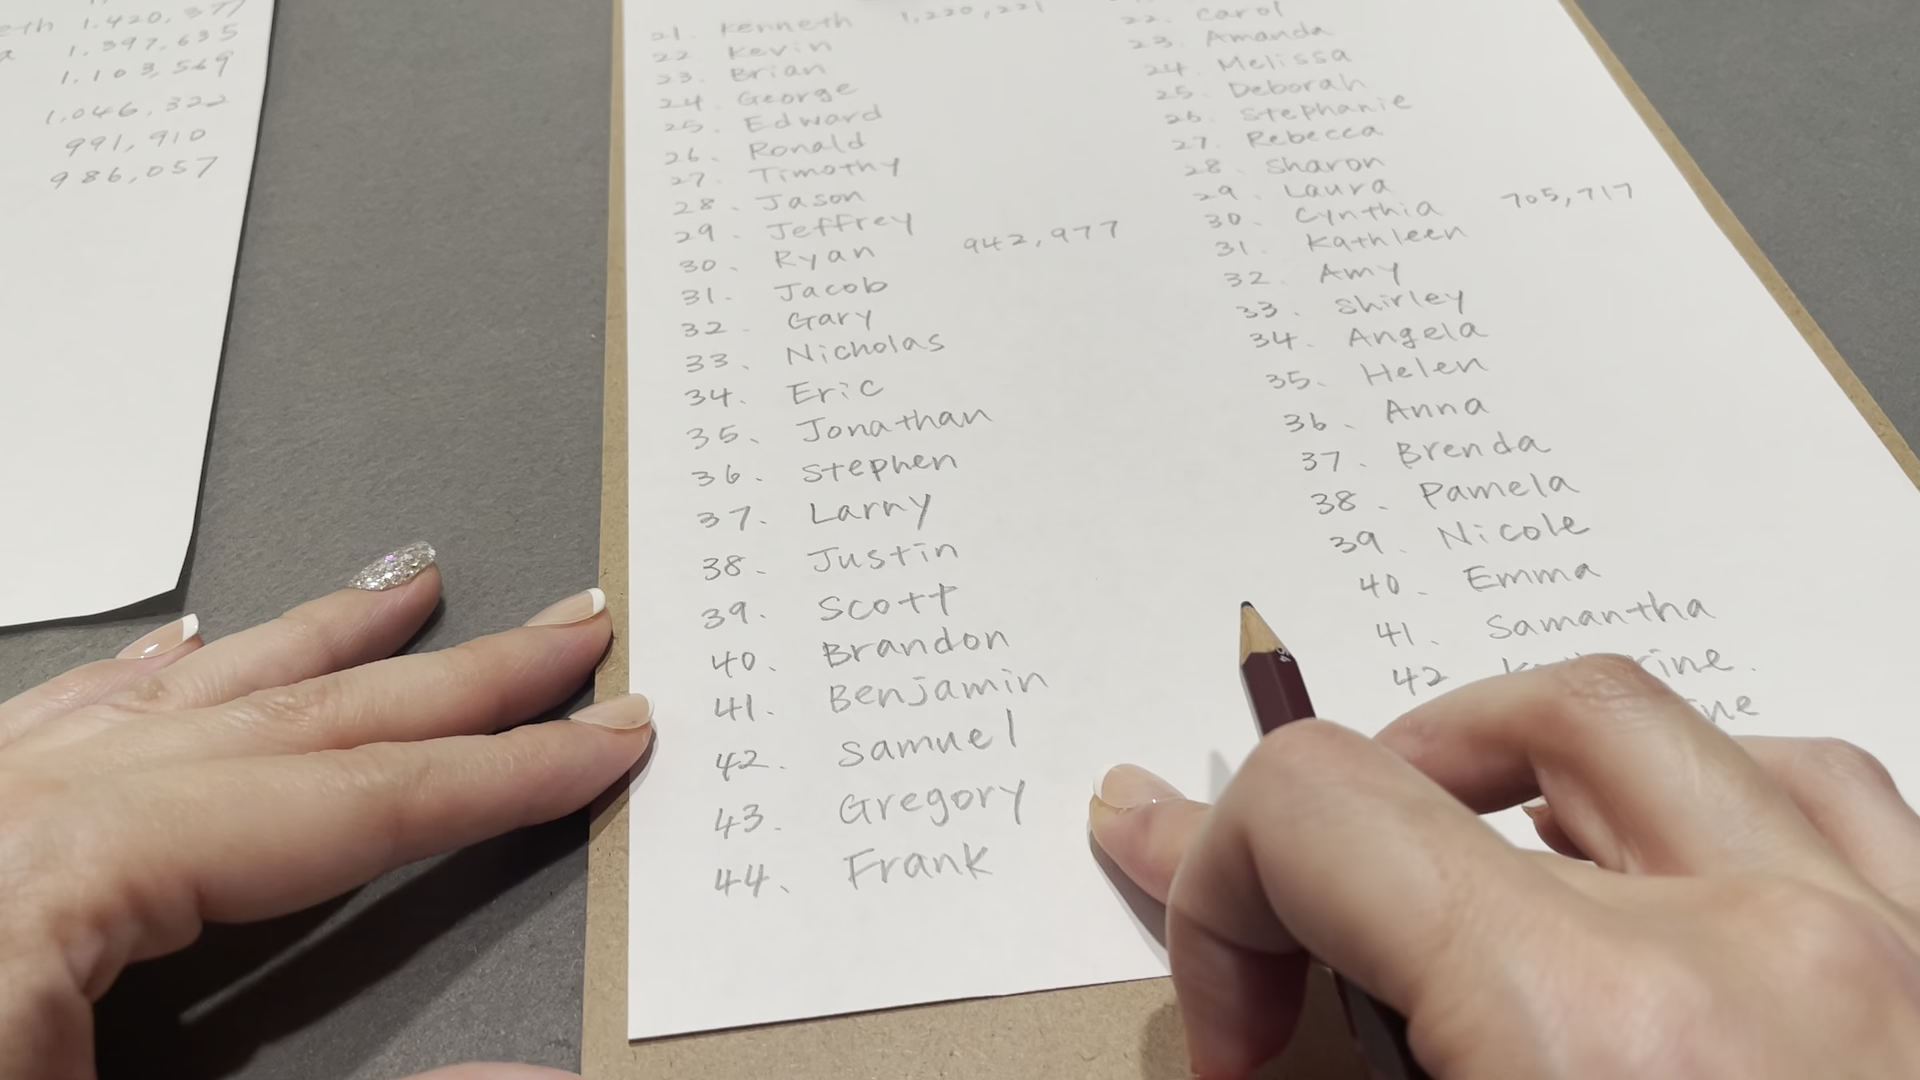 eth 1.420,377
1.397,635
1.103,569
1,046,322
991,910
986,057
21. Kenneth 1,220,221
22 Kevin
23. Brian
24. George
25. Edward
26. Ronald
27. Timothy
28. Jason
29. Jeffrey
30. Ryan 942,977
31. Jacob
32. Gary
33. Nicholas
34. Eric
35. Jonathan
36. Stephen
37. Larry
38. Justin
39. Scott
40. Brandon
41. Benjamin
42. Samuel
43. Gregory
44. Frank
22. Carol
23. Amanda
24. Melissa
25. Deborah
26. Stephanie
27. Rebecca
28. Sharon
29. Laura
30. Cynthia 705,717
31. Kathleen
32. Amy
33. Shirley
34. Angela
35. Helen
36. Anna
37. Brenda
38. Pamela
39. Nicole
40. Emma
41. Samantha
42